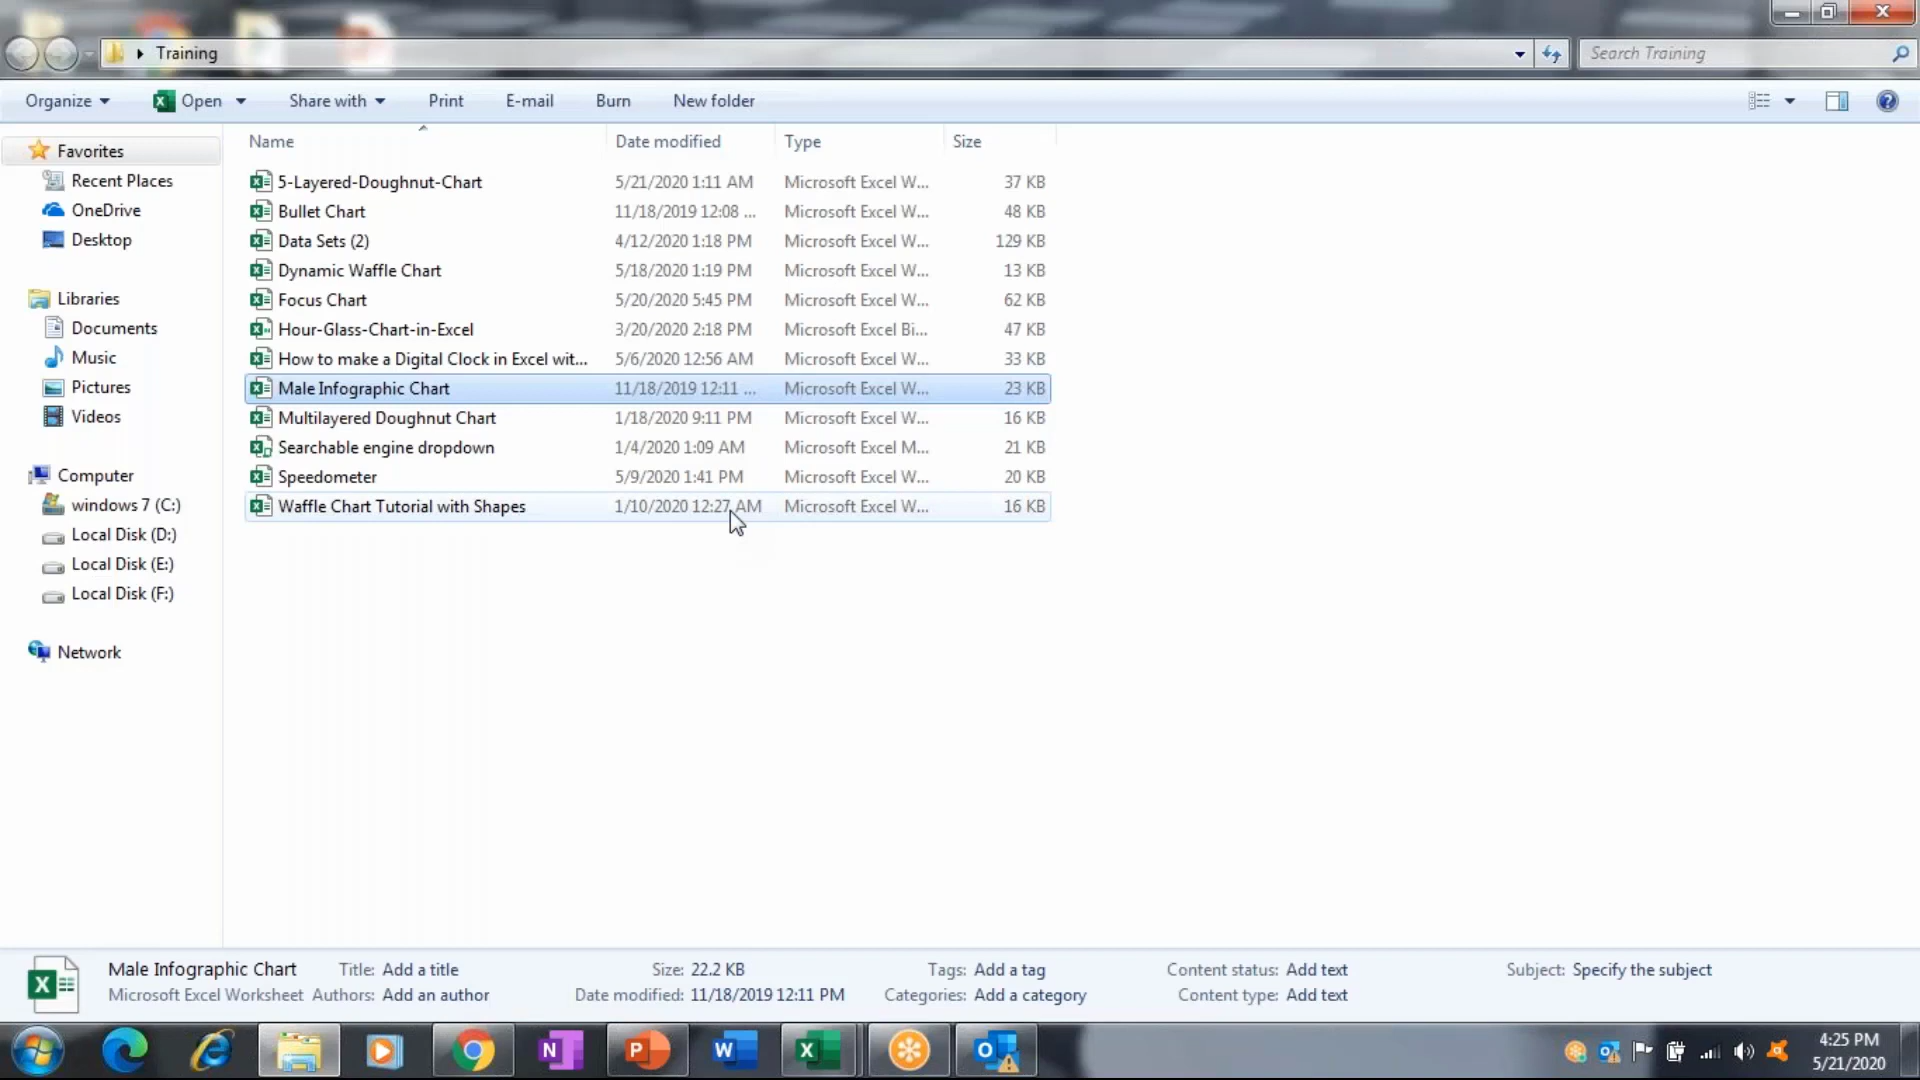 Training
Search Training
Organize Open Share with Print E-mail Burn New folder
Name Date modified Type Size
Favorites
Recent Places
OneDrive
Desktop
Libraries
Documents
Music
Pictures
Videos
Computer
windows 7 (C:)
Local Disk (D:)
Local Disk (E:)
Local Disk (F:)
Network
5-Layered-Doughnut-Chart 5/21/2020 1:11 AM Microsoft Excel W... 37 KB
Bullet Chart 11/18/2019 12:08 ... Microsoft Excel W... 48 KB
Data Sets (2) 4/12/2020 1:18 PM Microsoft Excel W... 129 KB
Dynamic Waffle Chart 5/18/2020 1:19 PM Microsoft Excel W... 13 KB
Focus Chart 5/20/2020 5:45 PM Microsoft Excel W... 62 KB
Hour-Glass-Chart-in-Excel 3/20/2020 2:18 PM Microsoft Excel Bi... 47 KB
How to make a Digital Clock in Excel wit... 5/6/2020 12:56 AM Microsoft Excel W... 33 KB
Male Infographic Chart 11/18/2019 12:11 ... Microsoft Excel W... 23 KB
Multilayered Doughnut Chart 1/18/2020 9:11 PM Microsoft Excel W... 16 KB
Searchable engine dropdown 1/4/2020 1:09 AM Microsoft Excel M... 21 KB
Speedometer 5/9/2020 1:41 PM Microsoft Excel W... 20 KB
Waffle Chart Tutorial with Shapes 1/10/2020 12:27 AM Microsoft Excel W... 16 KB
Male Infographic Chart Title: Add a title Size: 22.2 KB Tags: Add a tag Content status: Add text Subject: Specify the subject
Microsoft Excel Worksheet Authors: Add an author Date modified: 11/18/2019 12:11 PM Categories: Add a category Content type: Add text
4:25 PM
5/21/2020